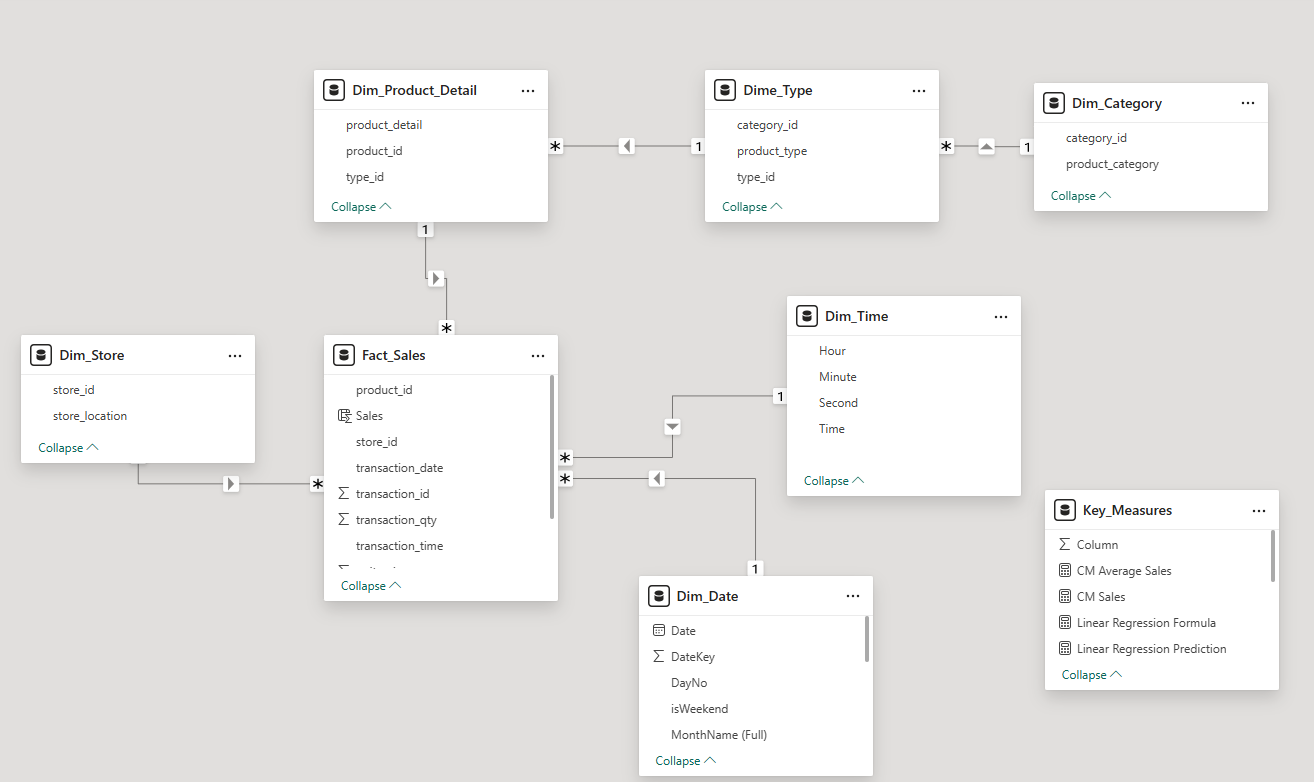 Dim_Product_Detail
product_detail
product_id
type_id
Collapse
Dime_Type
category_id
product_type
type_id
Collapse
Dim_Category
category_id
product_category
Collapse
* 1 * 1
1
*
Dim_Store
store_id
store_location
Collapse
*
Fact_Sales
product_id
Sales
store_id
transaction_date
transaction_id
transaction_qty
transaction_time
Collapse
Dim_Time
Hour
Minute
Second
Time
Collapse
1
*
*
1
Dim_Date
Date
DateKey
DayNo
isWeekend
MonthName (Full)
Collapse
Key_Measures
Column
CM Average Sales
CM Sales
Linear Regression Formula
Linear Regression Prediction
Collapse